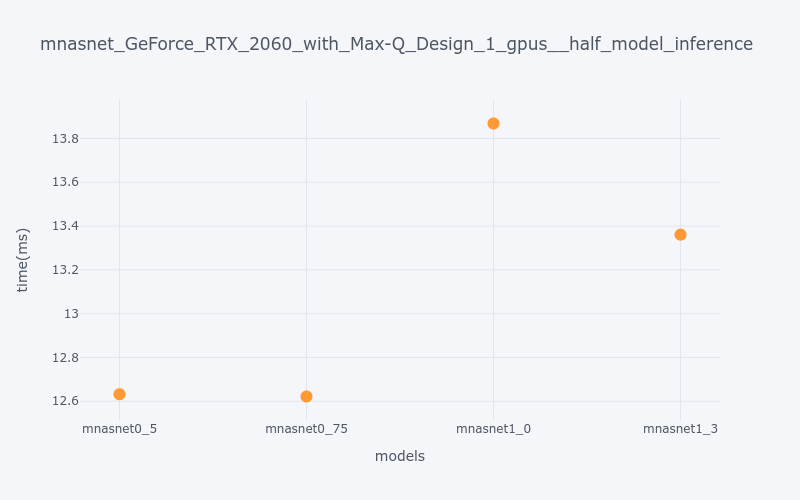 mnasnet_GeForce_RTX_2060_with_Max-Q_Design_1_gpus__half_model_inference
time(ms)
13.8
13.6
13.4
13.2
13
12.8
12.6
mnasnet0_5 mnasnet0_75 mnasnet1_0 mnasnet1_3
models